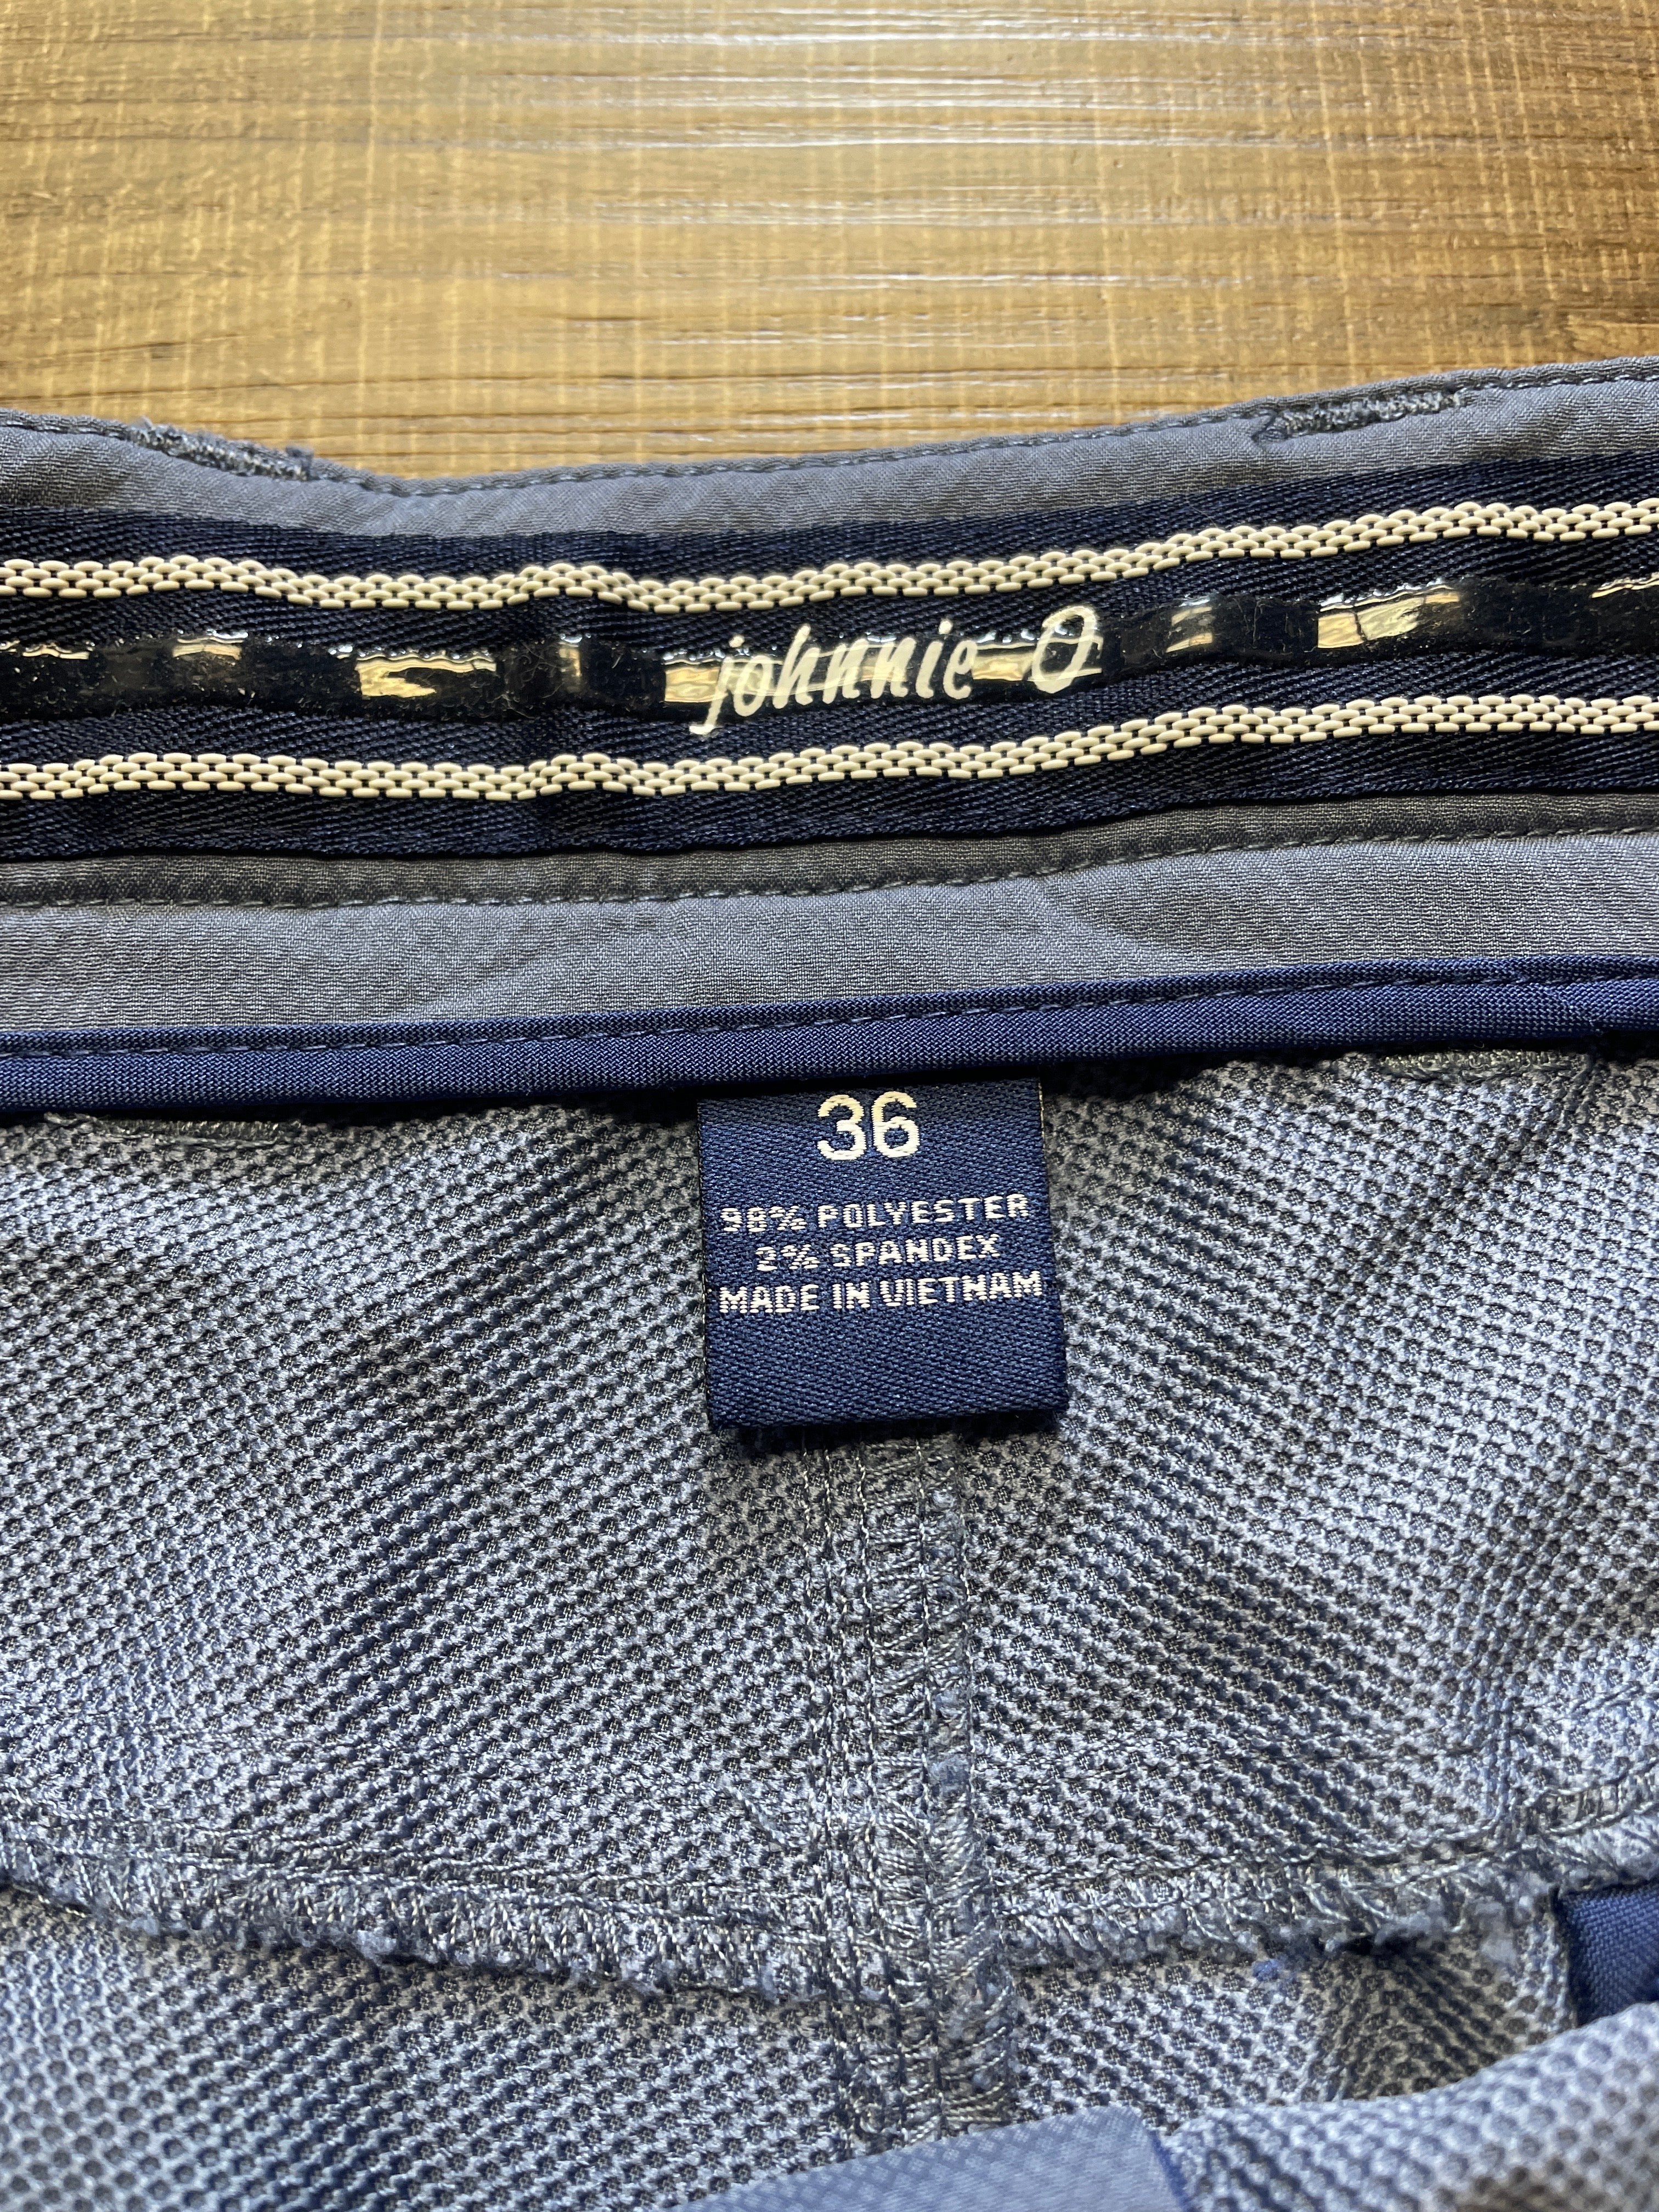 johnnie O
36
98% POLYESTER
2% SPANDEX
MADE IN VIETNAM